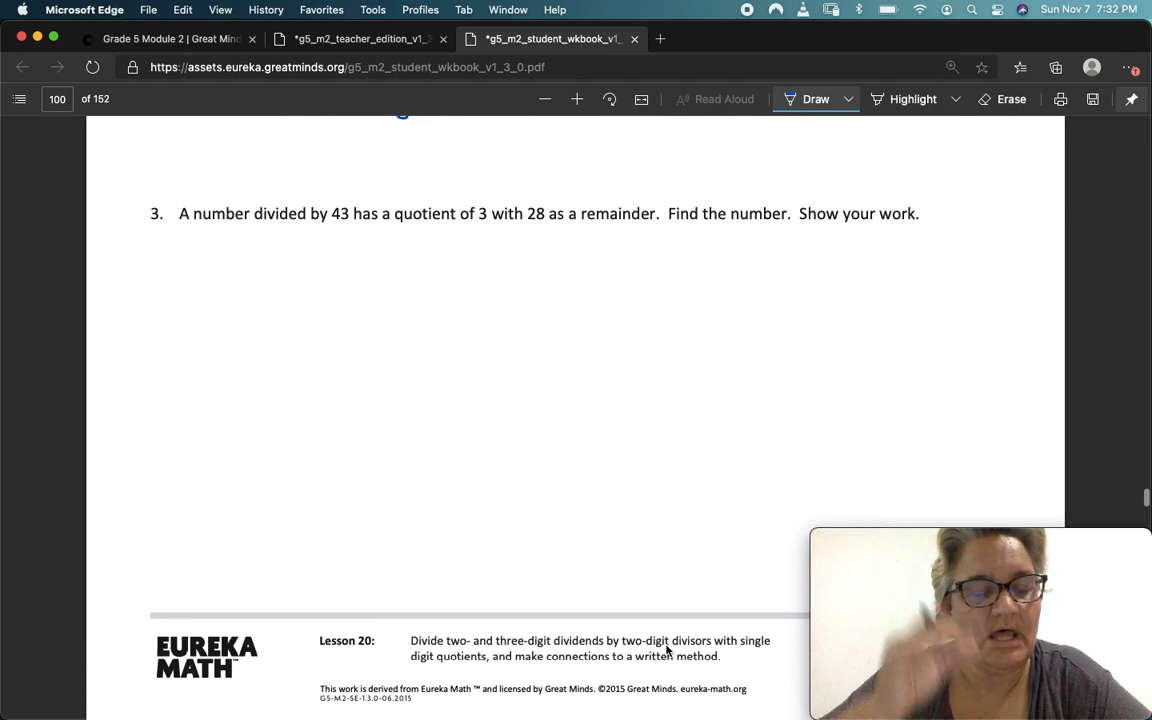 Microsoft Edge File Edit View History Favorites Tools Profiles Tab Window Help Sun Nov 7 7:32 PM
Grade 5 Module 2 | Great Mind *g5_m2_teacher_edition_v1_ *g5_m2_student_wkbook_v1_
https://assets.eureka.greatminds.org/g5_m2_student_wkbook_v1_3_0.pdf
100 of 152 Read Aloud Draw Highlight Erase
3. A number divided by 43 has a quotient of 3 with 28 as a remainder. Find the number. Show your work.
EUREKA
MATH™
Lesson 20: Divide two- and three-digit dividends by two-digit divisors with single
digit quotients, and make connections to a written method.
This work is derived from Eureka Math ™ and licensed by Great Minds. ©2015 Great Minds. eureka-math.org
G5-M2-SE-1.3.0-06.2015